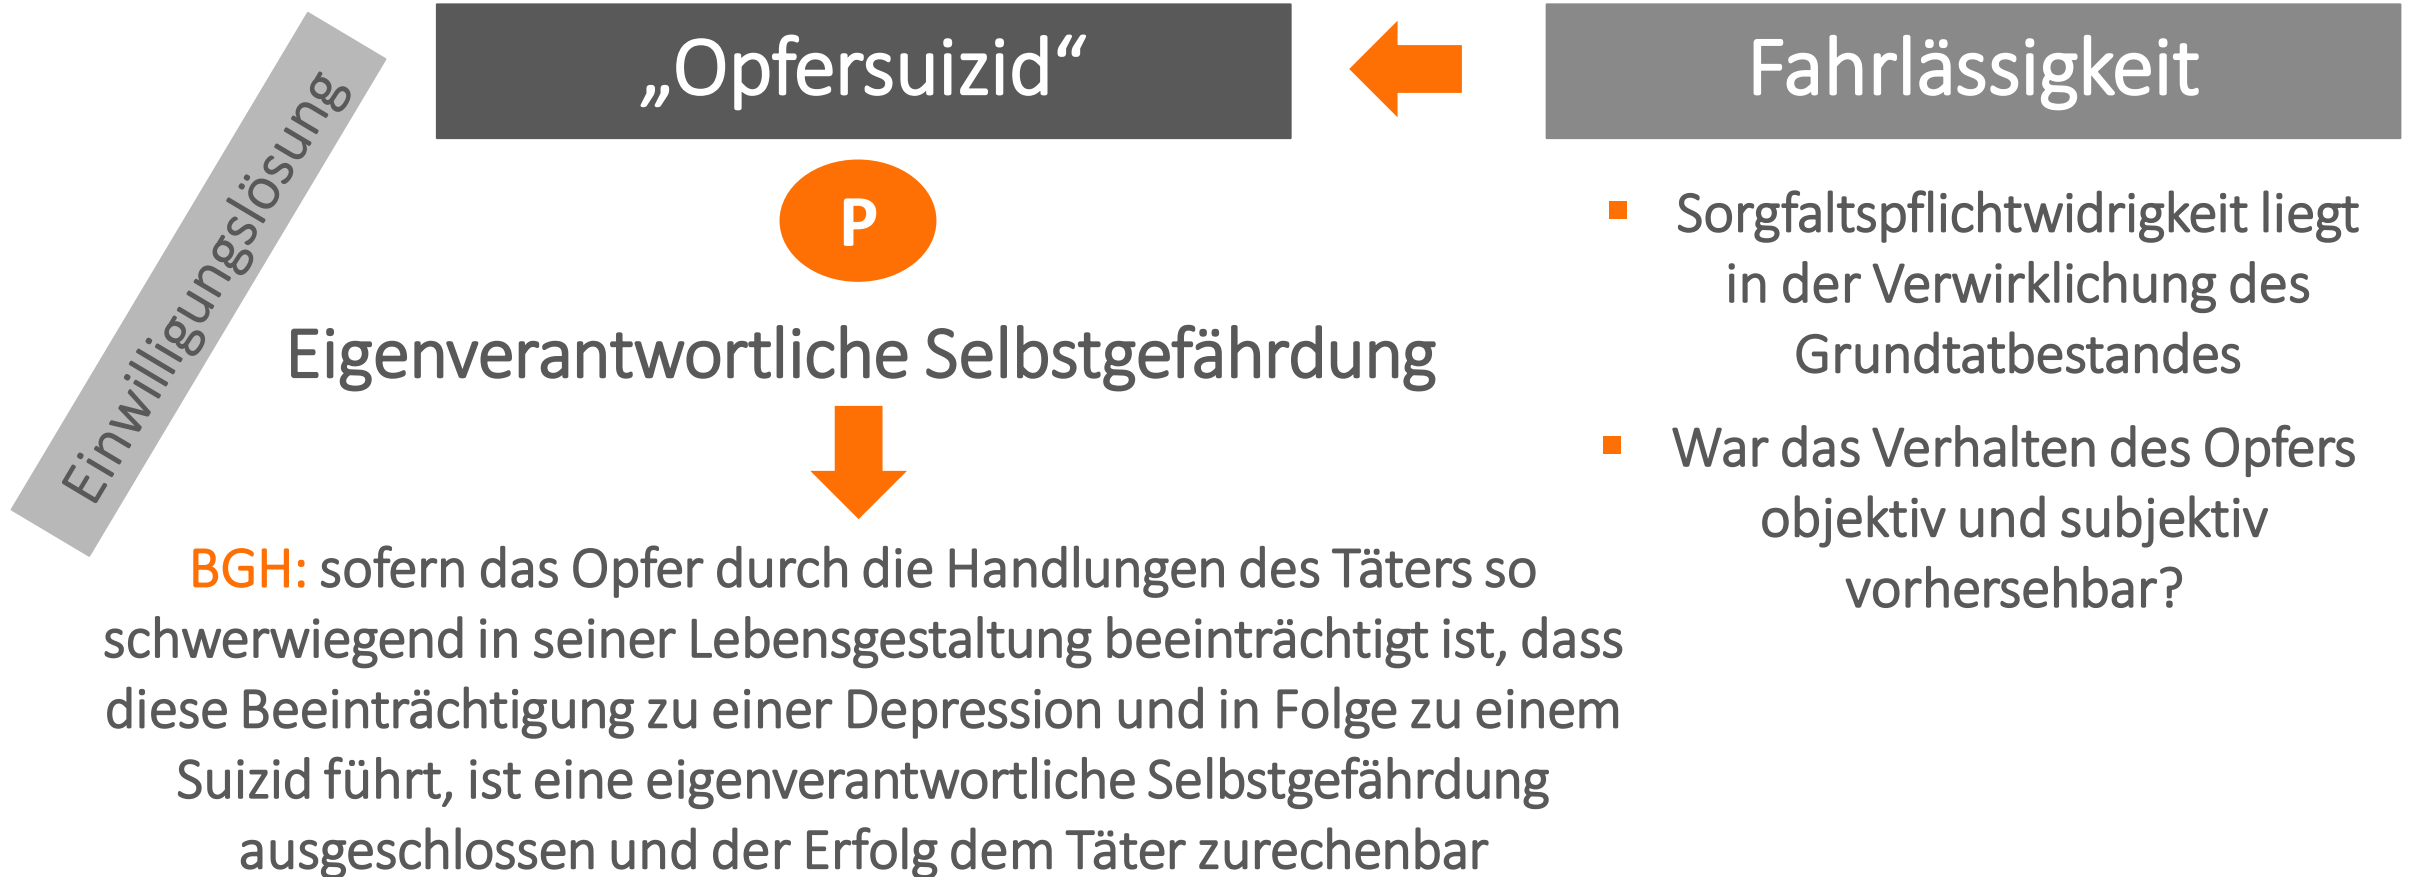 Einwilligungslösung
„Opfersuizid“
P
Eigenverantwortliche Selbstgefährdung
BGH: sofern das Opfer durch die Handlungen des Täters so
schwerwiegend in seiner Lebensgestaltung beeinträchtigt ist, dass
diese Beeinträchtigung zu einer Depression und in Folge zu einem
Suizid führt, ist eine eigenverantwortliche Selbstgefährdung
ausgeschlossen und der Erfolg dem Täter zurechenbar
Fahrlässigkeit
Sorgfaltspflichtwidrigkeit liegt
in der Verwirklichung des
Grundtatbestandes
War das Verhalten des Opfers
objektiv und subjektiv
vorhersehbar?